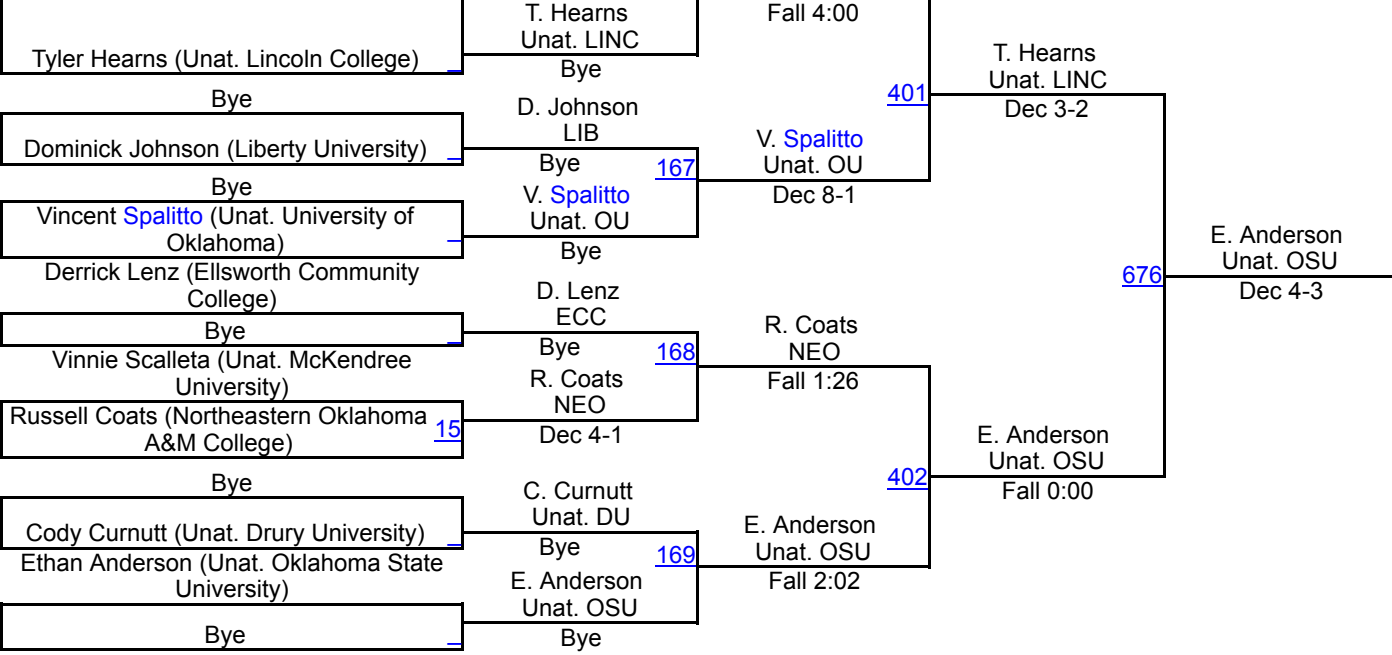 Tyler Hearns (Unat. Lincoln College)
Bye
Dominick Johnson (Liberty University)
Bye
Vincent Spalitto (Unat. University of
Oklahoma)
Derrick Lenz (Ellsworth Community
College)
Bye
Vinnie Scalleta (Unat. McKendree
University)
Russell Coats (Northeastern Oklahoma
A&M College)
15
Bye
Cody Curnutt (Unat. Drury University)
Ethan Anderson (Unat. Oklahoma State
University)
Bye
T. Hearns
Unat. LINC
Bye
D. Johnson
LIB
Bye
167
V. Spalitto
Unat. OU
Bye
D. Lenz
ECC
Bye
168
R. Coats
NEO
Dec 4-1
C. Curnutt
Unat. DU
Bye
169
E. Anderson
Unat. OSU
Bye
Fall 4:00
401
V. Spalitto
Unat. OU
Dec 8-1
R. Coats
NEO
Fall 1:26
402
E. Anderson
Unat. OSU
Fall 2:02
T. Hearns
Unat. LINC
Dec 3-2
676
E. Anderson
Unat. OSU
Fall 0:00
E. Anderson
Unat. OSU
Dec 4-3